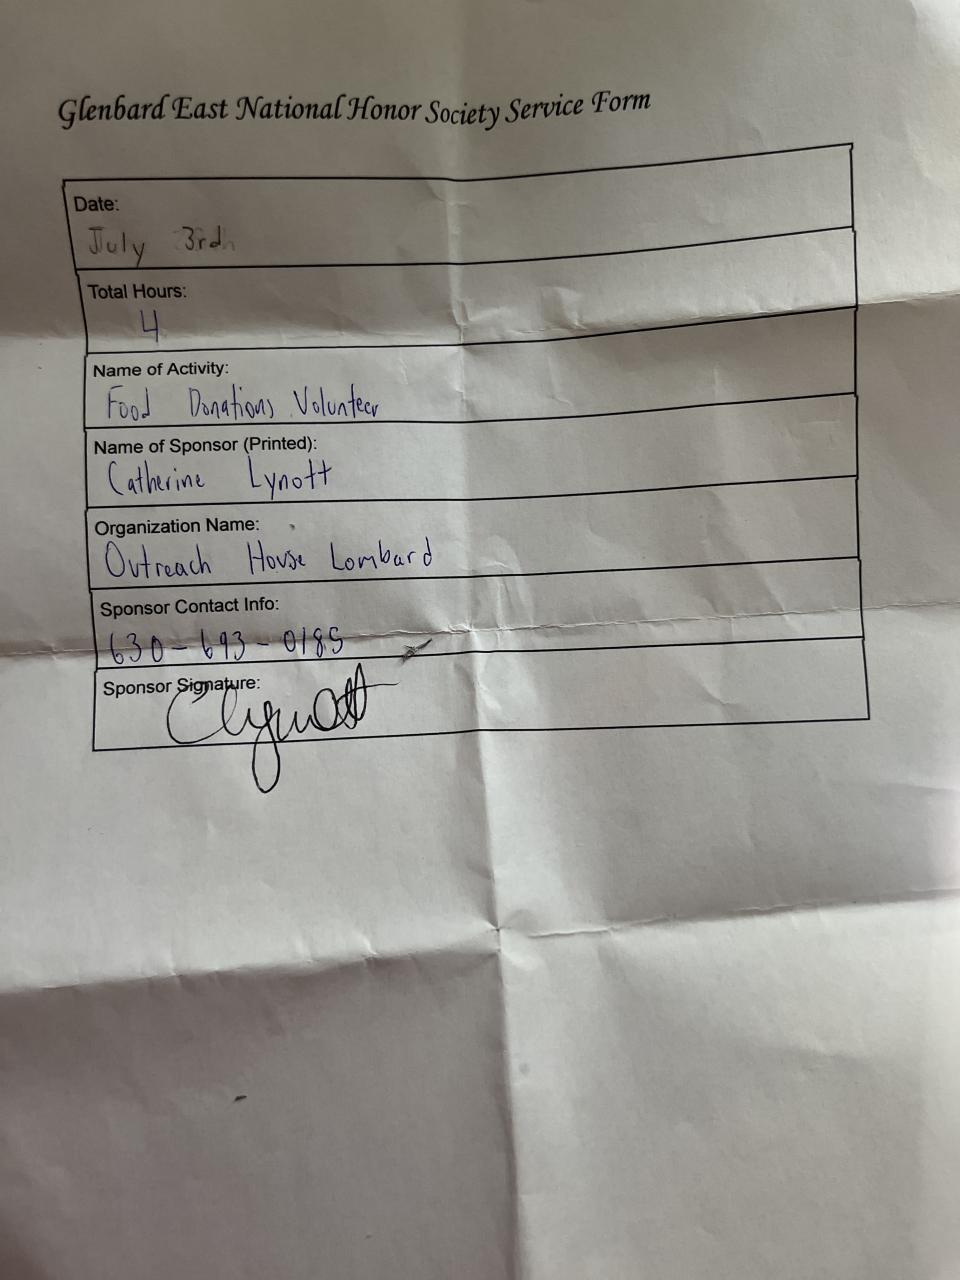 Glenbard East National Honor Society Service Form
Date:
July 3rd
Total Hours:
4
Name of Activity:
Food Donations Volunteer
Name of Sponsor (Printed):
Catherine Lynott
Organization Name:
Outreach House Lombard
Sponsor Contact Info:
630-693-0185
Sponsor Signature:
CLynott